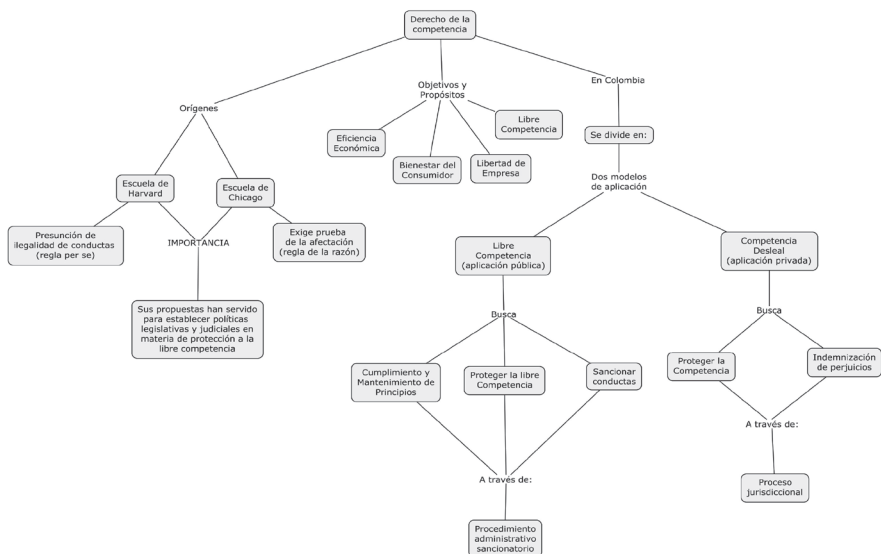 Derecho de la
competencia
Orígenes
Objetivos y
Propósitos
En Colombia
Eficiencia
Económica
Bienestar del
Consumidor
Libertad de
Empresa
Libre
Competencia
Se divide en:
Dos modelos
de aplicación
Escuela de
Harvard
Escuela de
Chicago
Presunción de
ilegalidad de conductas
(regla per se)
IMPORTANCIA
Exige prueba
de la afectación
(regla de la razón)
Sus propuestas han servido
para establecer políticas
legislativas y judiciales en
materia de protección a la
libre competencia
Libre
Competencia
(aplicación pública)
Competencia
Desleal
(aplicación privada)
Busca
Cumplimiento y
Mantenimiento de
Principios
Proteger la libre
Competencia
Sancionar
conductas
A través de:
Procedimiento
administrativo
sancionatorio
Busca
Proteger la
Competencia
Indemnización
de perjuicios
A través de:
Proceso
jurisdiccional